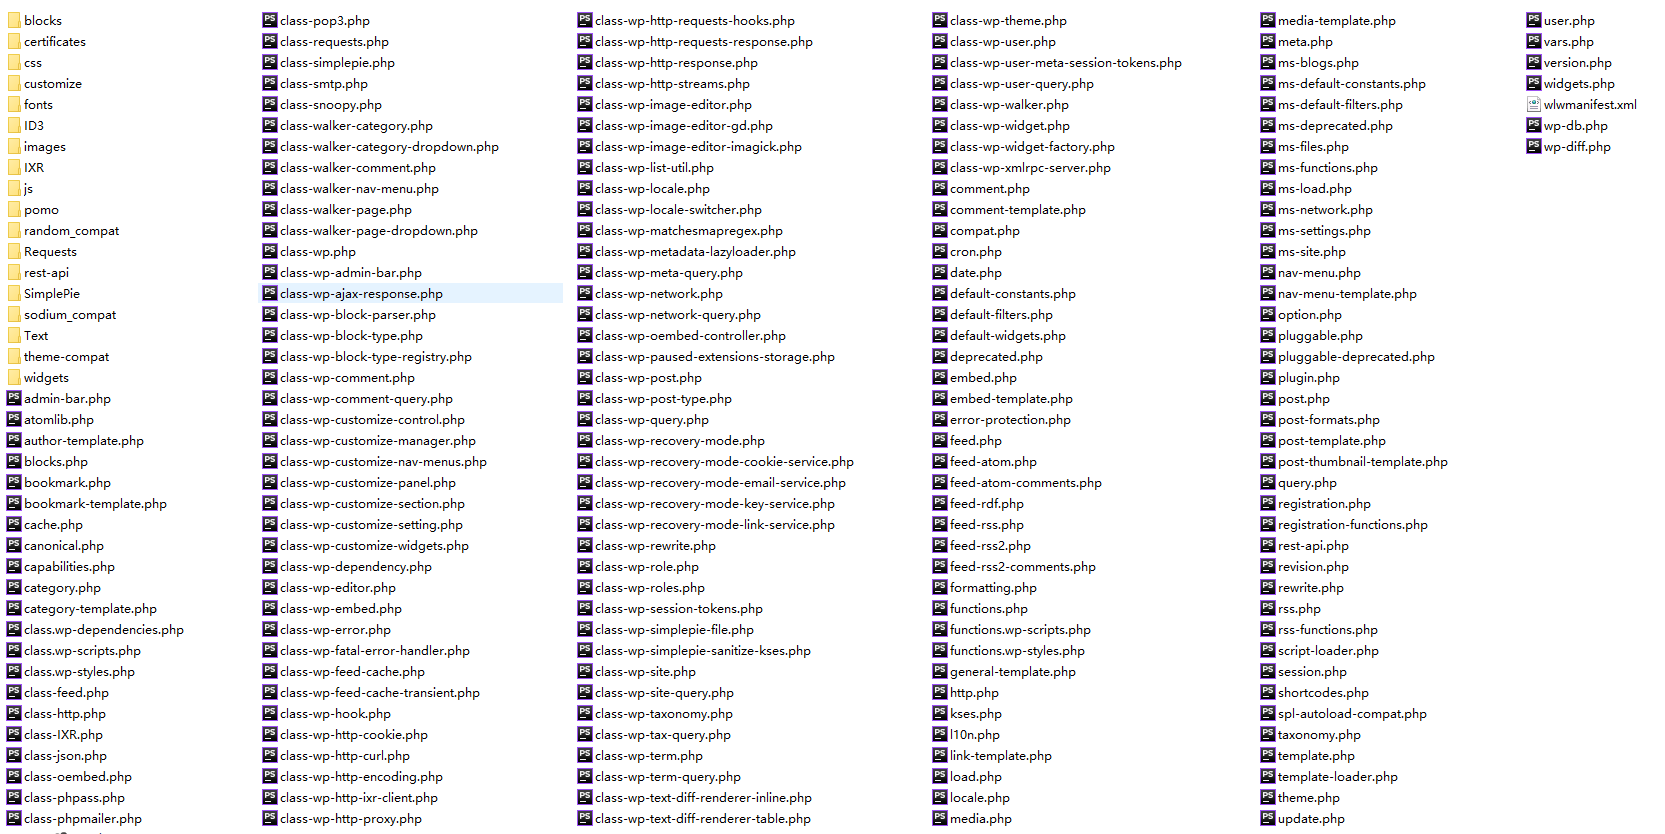 blocks
certificates
css
customize
fonts
ID3
images
IXR
js
pomo
random_compat
Requests
rest-api
SimplePie
sodium_compat
Text
theme-compat
widgets
admin-bar.php
atomlib.php
author-template.php
blocks.php
bookmark.php
bookmark-template.php
cache.php
canonical.php
capabilities.php
category.php
category-template.php
class.wp-dependencies.php
class.wp-scripts.php
class.wp-styles.php
class-feed.php
class-http.php
class-IXR.php
class-json.php
class-oembed.php
class-phpass.php
class-phpmailer.php
class-pop3.php
class-requests.php
class-simplepie.php
class-smtp.php
class-snoopy.php
class-walker-category.php
class-walker-category-dropdown.php
class-walker-comment.php
class-walker-nav-menu.php
class-walker-page.php
class-walker-page-dropdown.php
class-wp.php
class-wp-admin-bar.php
class-wp-ajax-response.php
class-wp-block-parser.php
class-wp-block-type.php
class-wp-block-type-registry.php
class-wp-comment.php
class-wp-comment-query.php
class-wp-customize-control.php
class-wp-customize-manager.php
class-wp-customize-nav-menus.php
class-wp-customize-panel.php
class-wp-customize-section.php
class-wp-customize-setting.php
class-wp-customize-widgets.php
class-wp-dependency.php
class-wp-editor.php
class-wp-embed.php
class-wp-error.php
class-wp-fatal-error-handler.php
class-wp-feed-cache.php
class-wp-feed-cache-transient.php
class-wp-hook.php
class-wp-http-cookie.php
class-wp-http-curl.php
class-wp-http-encoding.php
class-wp-http-ixr-client.php
class-wp-http-proxy.php
class-wp-http-requests-hooks.php
class-wp-http-requests-response.php
class-wp-http-response.php
class-wp-http-streams.php
class-wp-image-editor.php
class-wp-image-editor-gd.php
class-wp-image-editor-imagick.php
class-wp-list-util.php
class-wp-locale.php
class-wp-locale-switcher.php
class-wp-matchesmapregex.php
class-wp-metadata-lazyloader.php
class-wp-meta-query.php
class-wp-network.php
class-wp-network-query.php
class-wp-oembed-controller.php
class-wp-paused-extensions-storage.php
class-wp-post.php
class-wp-post-type.php
class-wp-query.php
class-wp-recovery-mode.php
class-wp-recovery-mode-cookie-service.php
class-wp-recovery-mode-email-service.php
class-wp-recovery-mode-key-service.php
class-wp-recovery-mode-link-service.php
class-wp-rewrite.php
class-wp-role.php
class-wp-roles.php
class-wp-session-tokens.php
class-wp-simplepie-file.php
class-wp-simplepie-sanitize-kses.php
class-wp-site.php
class-wp-site-query.php
class-wp-taxonomy.php
class-wp-tax-query.php
class-wp-term.php
class-wp-term-query.php
class-wp-text-diff-renderer-inline.php
class-wp-text-diff-renderer-table.php
class-wp-theme.php
class-wp-user.php
class-wp-user-meta-session-tokens.php
class-wp-user-query.php
class-wp-walker.php
class-wp-widget.php
class-wp-widget-factory.php
class-wp-xmlrpc-server.php
comment.php
comment-template.php
compat.php
cron.php
date.php
default-constants.php
default-filters.php
default-widgets.php
deprecated.php
embed.php
embed-template.php
error-protection.php
feed.php
feed-atom.php
feed-atom-comments.php
feed-rdf.php
feed-rss.php
feed-rss2.php
feed-rss2-comments.php
formatting.php
functions.php
functions.wp-scripts.php
functions.wp-styles.php
general-template.php
http.php
kses.php
l10n.php
link-template.php
load.php
locale.php
media.php
media-template.php
meta.php
ms-blogs.php
ms-default-constants.php
ms-default-filters.php
ms-deprecated.php
ms-files.php
ms-functions.php
ms-load.php
ms-network.php
ms-settings.php
ms-site.php
nav-menu.php
nav-menu-template.php
option.php
pluggable.php
pluggable-deprecated.php
plugin.php
post.php
post-formats.php
post-template.php
post-thumbnail-template.php
query.php
registration.php
registration-functions.php
rest-api.php
revision.php
rewrite.php
rss.php
rss-functions.php
script-loader.php
session.php
shortcodes.php
spl-autoload-compat.php
taxonomy.php
template.php
template-loader.php
theme.php
update.php
user.php
vars.php
version.php
widgets.php
wlwmanifest.xml
wp-db.php
wp-diff.php